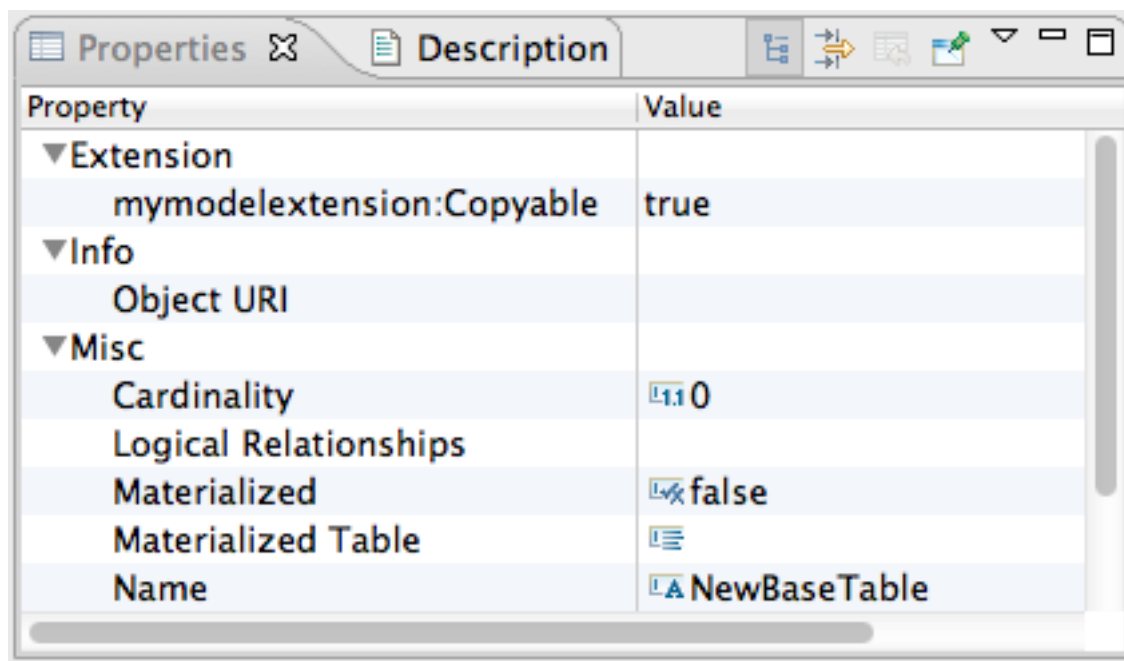 Properties Description
Property Value
Extension
mymodelextension:Copyable true
Info
Object URI
Misc
Cardinality 1.1 0
Logical Relationships
Materialized false
Materialized Table
Name A NewBaseTable